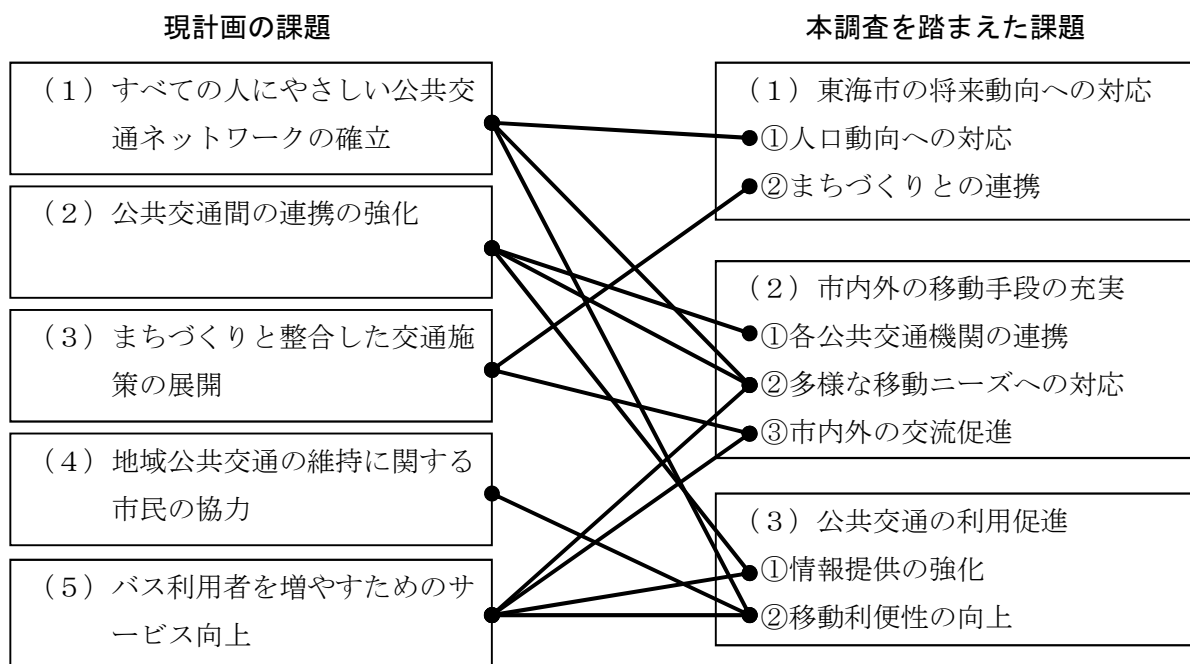 現計画の課題
（１）すべての人にやさしい公共交
通ネットワークの確立
（２）公共交通間の連携の強化
（３）まちづくりと整合した交通施
策の展開
（４）地域公共交通の維持に関する
市民の協力
（５）バス利用者を増やすためのサ
ービス向上
本調査を踏まえた課題
（１）東海市の将来動向への対応
①人口動向への対応
②まちづくりとの連携
（２）市内外の移動手段の充実
①各公共交通機関の連携
②多様な移動ニーズへの対応
③市内外の交流促進
（３）公共交通の利用促進
①情報提供の強化
②移動利便性の向上